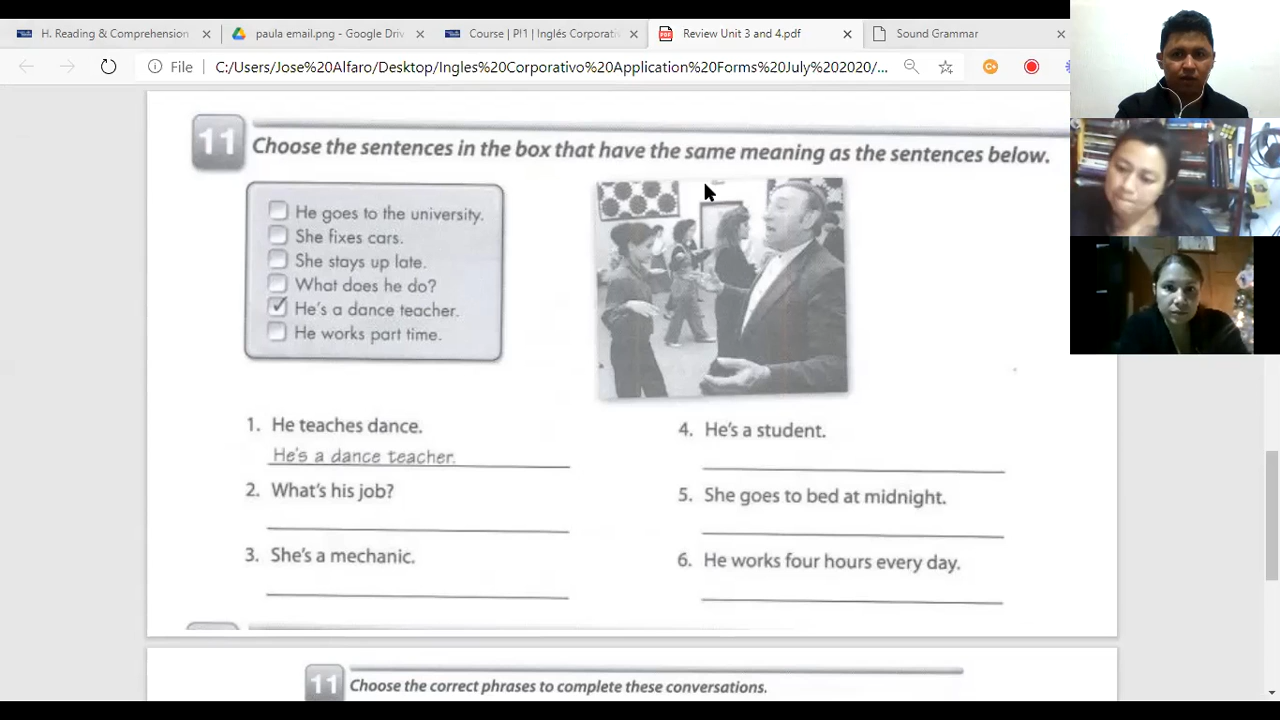 H. Reading & Comprehension
paula email.png - Google Driv
Course | PI1 | Inglés Corporativ
Review Unit 3 and 4.pdf
Sound Grammar
File
C:/Users/Jose%20Alfaro/Desktop/Ingles%20Corporativo%20Application%20Forms%20July%202020/...
11
Choose the sentences in the box that have the same meaning as the sentences below.
He goes to the university.
She fixes cars.
She stays up late.
What does he do?
He's a dance teacher.
He works part time.
1. He teaches dance.
He's a dance teacher.
2. What's his job?
3. She's a mechanic.
4. He's a student.
5. She goes to bed at midnight.
6. He works four hours every day.
11
Choose the correct phrases to complete these conversations.